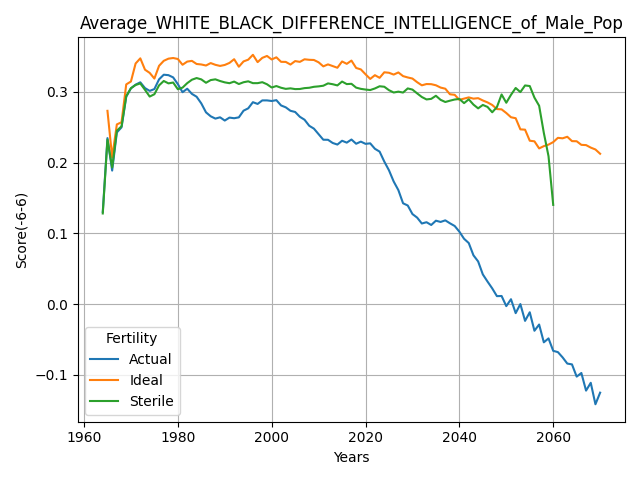 Average_WHITE_BLACK_DIFFERENCE_INTELLIGENCE_of_Male_Pop
Score(-6-6)
0.3
0.2
0.1
0.0
−0.1
Fertility
Actual
Ideal
Sterile
1960
1980
2000
2020
2040
2060
Years